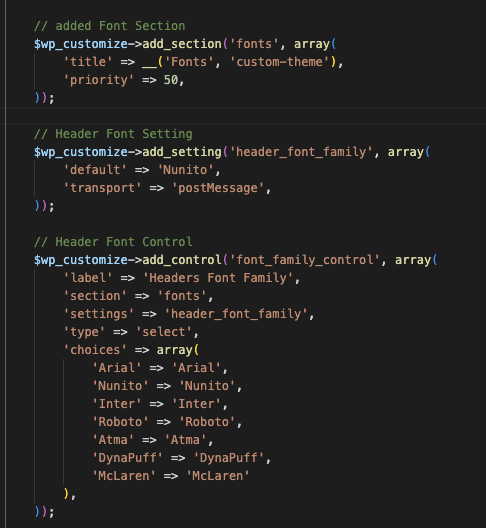 // added Font Section
$wp_customize->add_section('fonts', array(
    'title' => __('Fonts', 'custom-theme'),
    'priority' => 50,
));
// Header Font Setting
$wp_customize->add_setting('header_font_family', array(
    'default' => 'Nunito',
    'transport' => 'postMessage',
));
// Header Font Control
$wp_customize->add_control('font_family_control', array(
    'label' => 'Headers Font Family',
    'section' => 'fonts',
    'settings' => 'header_font_family',
    'type' => 'select',
    'choices' => array(
        'Arial' => 'Arial',
        'Nunito' => 'Nunito',
        'Inter' => 'Inter',
        'Roboto' => 'Roboto',
        'Atma' => 'Atma',
        'DynaPuff' => 'DynaPuff',
        'McLaren' => 'McLaren'
    ),
));